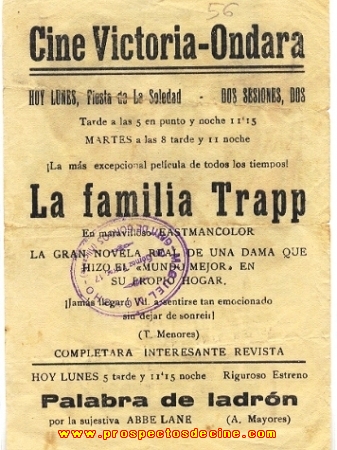 56
Cine Victoria-Ondara
HOY LUNES, Fiesta de La Soledad - DOS SESIONES, DOS
Tarde a las 5 en punto y noche 11'15
MARTES a las 8 tarde y 11 noche
¡La más excepcional película de todos los tiempos!
La familia Trapp
En maravilloso EASTMANCOLOR
LA GRAN NOVELA REAL DE UNA DAMA QUE
HIZO EL «MUNDO MEJOR» EN
SU PROPIO HOGAR.
¡Jamás llegará Vd. a sentirse tan emocionado
sin dejar de sonreir!
(T. Menores)
COMPLETARA INTERESANTE REVISTA
HOY LUNES 5 tarde y 11'15 noche Riguroso Estreno
Palabra de ladrón
por la sujestiva ABBE LANE (A. Mayores)
www.prospectosdecine.com